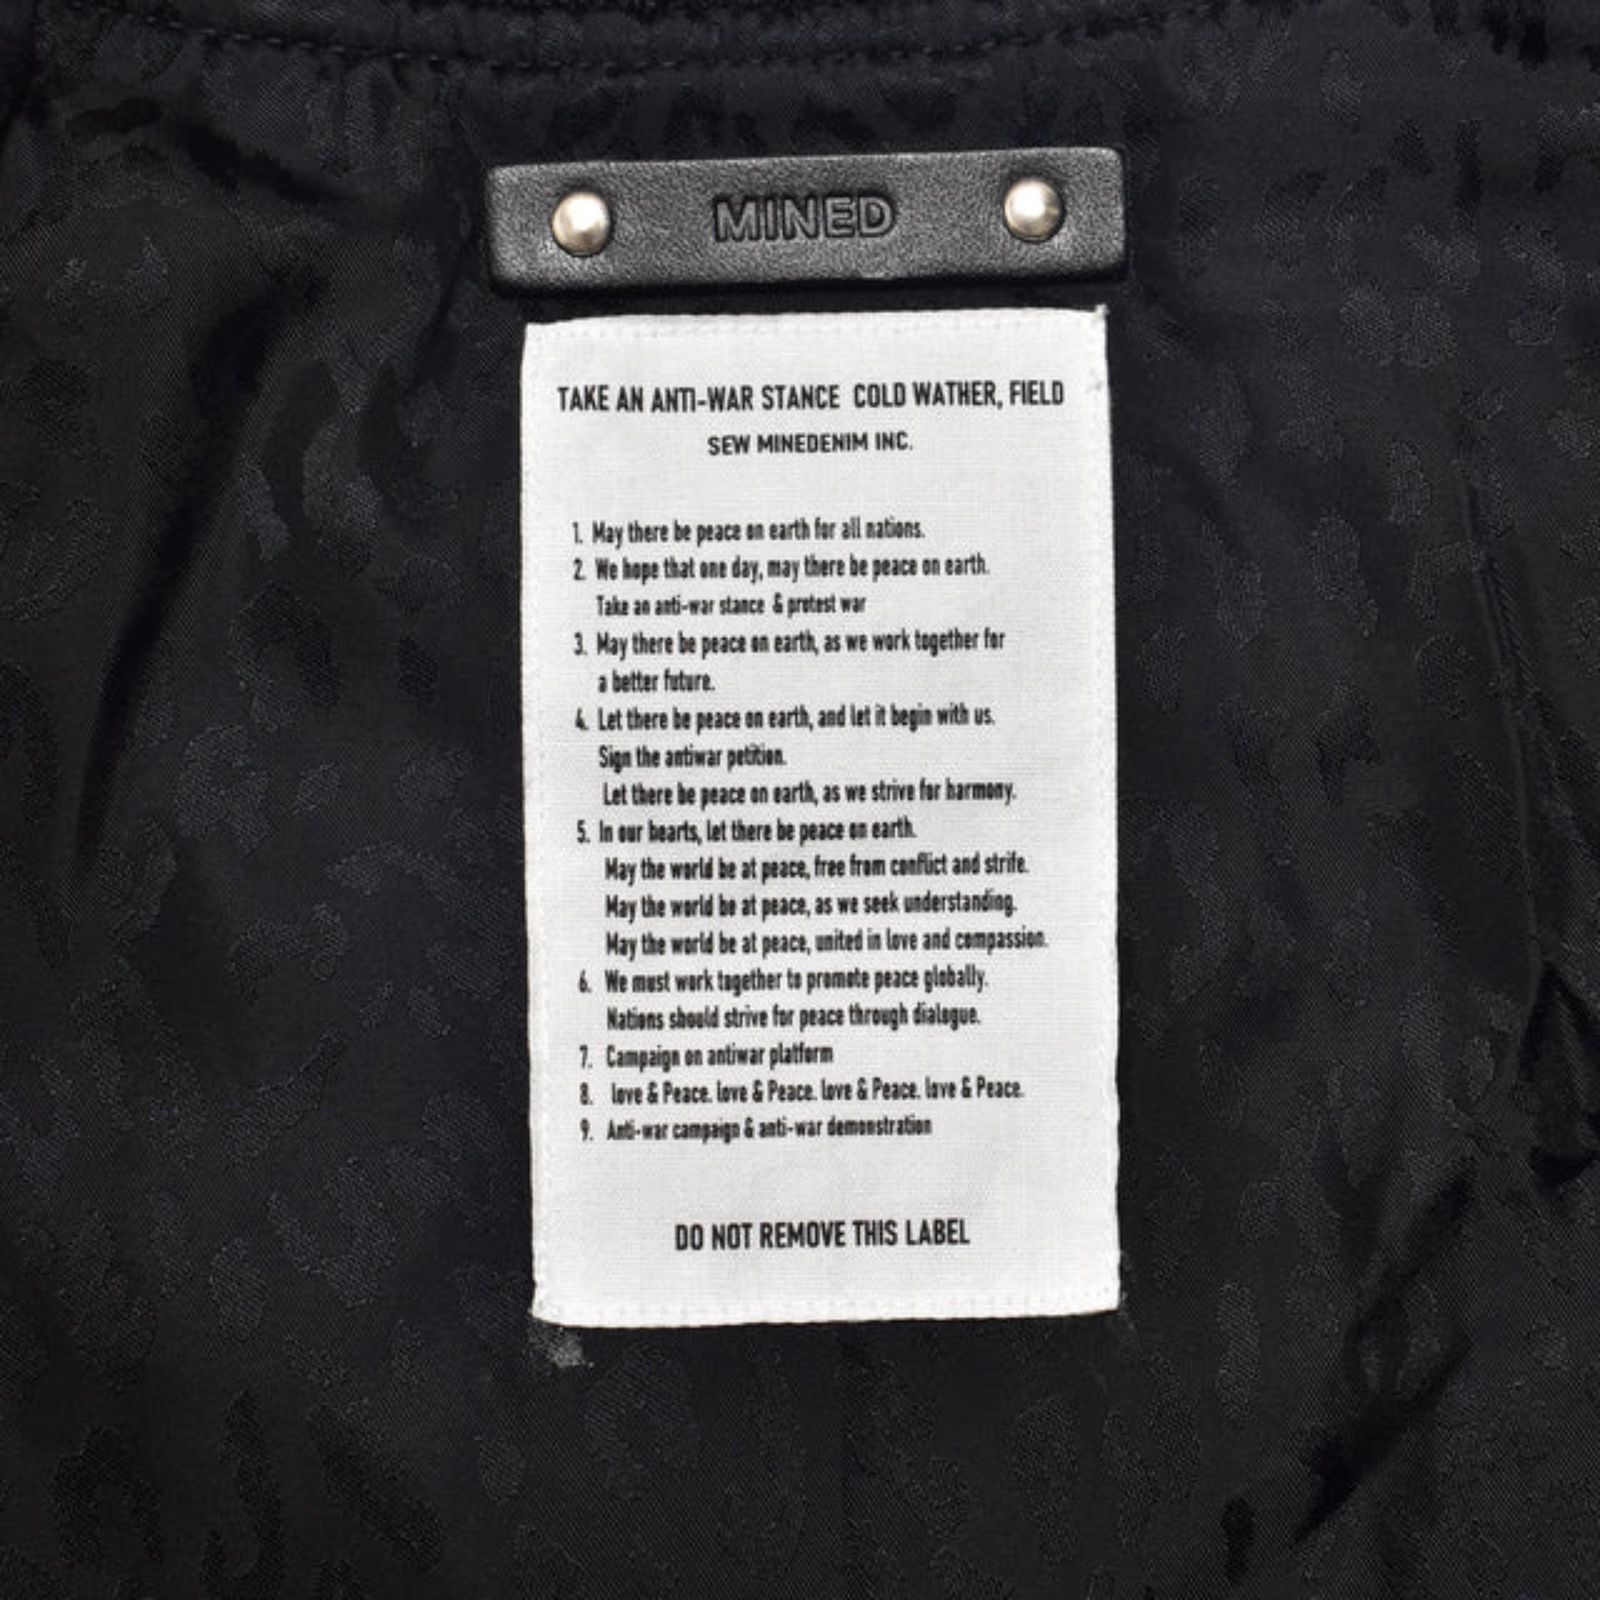 MINED
TAKE AN ANTI-WAR STANCE COLD WATHER, FIELD
SEW MINEDENIM INC.
1. May there be peace on earth for all nations.
2. We hope that one day, may there be peace on earth.
Take an anti-war stance & protest war
3. May there be peace on earth, as we work together for
a better future.
4. Let there be peace on earth, and let it begin with us.
Sign the antiwar petition.
Let there be peace on earth, as we strive for harmony.
5. In our hearts, let there be peace on earth.
May the world be at peace, free from conflict and strife.
May the world be at peace, as we seek understanding.
May the world be at peace, united in love and compassion.
6. We must work together to promote peace globally.
Nations should strive for peace through dialogue.
7. Campaign on antiwar platform
8. love & Peace. love & Peace. love & Peace. love & Peace.
9. Anti-war campaign & anti-war demonstration
DO NOT REMOVE THIS LABEL